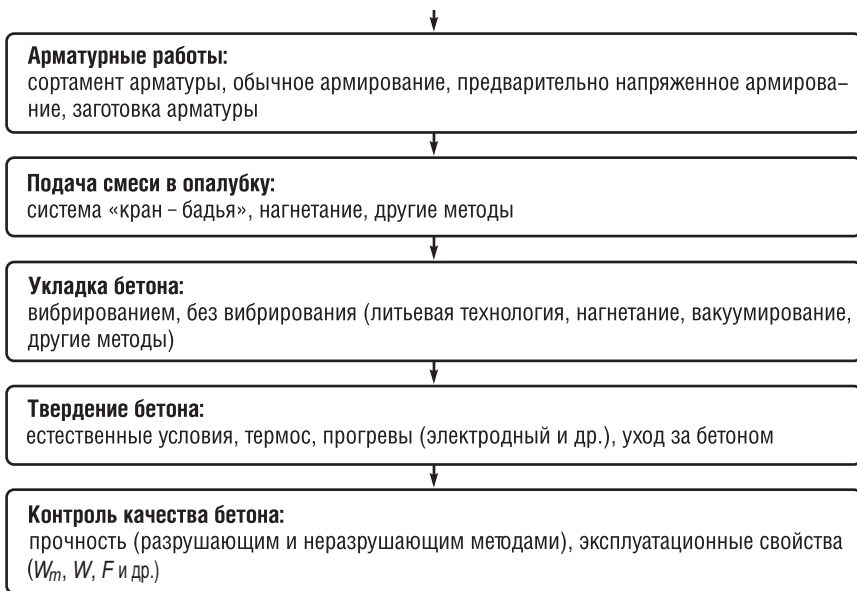 Арматурные работы:
сортамент арматуры, обычное армирование, предварительно напряженное армирова–
ние, заготовка арматуры
Подача смеси в опалубку:
система «кран – бадья», нагнетание, другие методы
Укладка бетона:
вибрированием, без вибрирования (литьевая технология, нагнетание, вакуумирование,
другие методы)
Твердение бетона:
естественные условия, термос, прогревы (электродный и др.), уход за бетоном
Контроль качества бетона:
прочность (разрушающим и неразрушающим методами), эксплуатационные свойства
(Wm, W, F и др.)